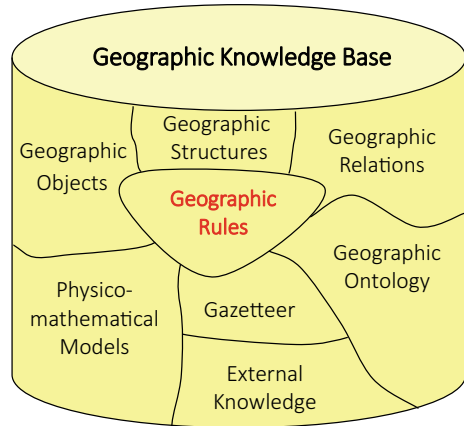 Geographic Knowledge Base
Geographic
Objects
Geographic
Structures
Geographic
Relations
Geographic
Rules
Physico-
mathematical
Models
Gazetteer
Geographic
Ontology
External
Knowledge